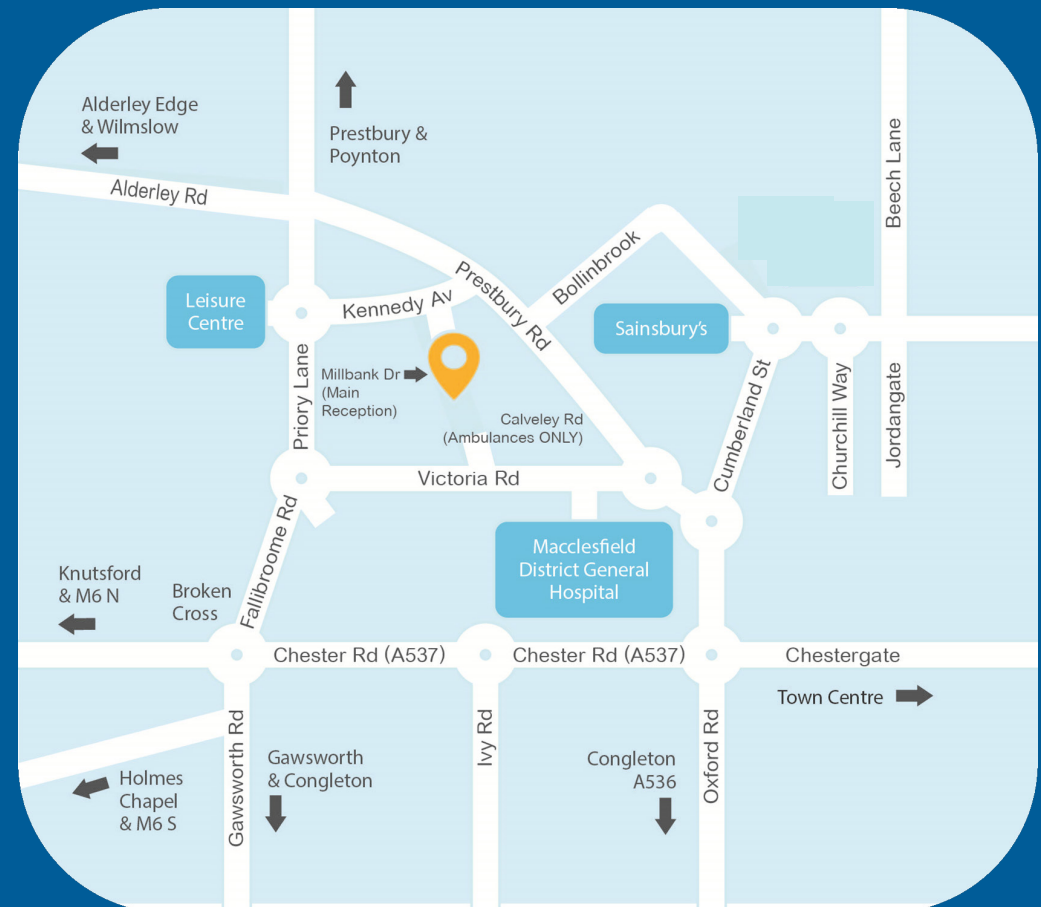 Alderley Edge
& Wilmslow
Prestbury &
Poynton
Beech Lane
Alderley Rd
Bollinbrook
Prestbury Rd
Leisure
Centre
Kennedy Av
Sainsbury's
Millbank Dr
(Main
Reception)
Priory Lane
Calveley Rd
(Ambulances ONLY)
Cumberland St
Churchill Way
Jordangate
Victoria Rd
Macclesfield
District General
Hospital
Fallibroome Rd
Knutsford
& M6 N
Broken
Cross
Chester Rd (A537)
Chester Rd (A537)
Chestergate
Town Centre
Gawsworth Rd
Gawsworth
& Congleton
Ivy Rd
Congleton
A536
Oxford Rd
Holmes
Chapel
& M6 S